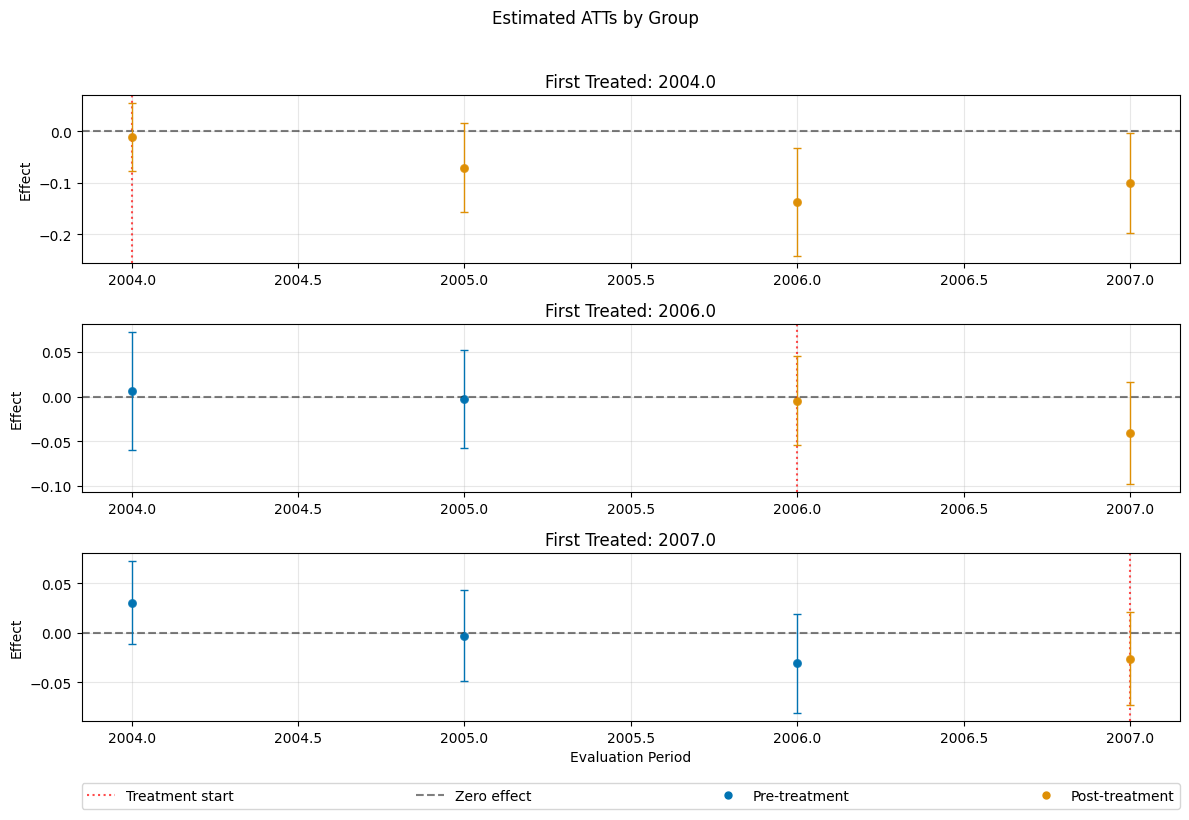 Estimated ATTs by Group
First Treated: 2004.0
0.0
−0.1
−0.2
Effect
2004.0 2004.5 2005.0 2005.5 2006.0 2006.5 2007.0
First Treated: 2006.0
0.05
0.00
−0.05
−0.10
Effect
2004.0 2004.5 2005.0 2005.5 2006.0 2006.5 2007.0
First Treated: 2007.0
0.05
0.00
−0.05
Effect
2004.0 2004.5 2005.0 2005.5 2006.0 2006.5 2007.0
Evaluation Period
Treatment start Zero effect Pre-treatment Post-treatment